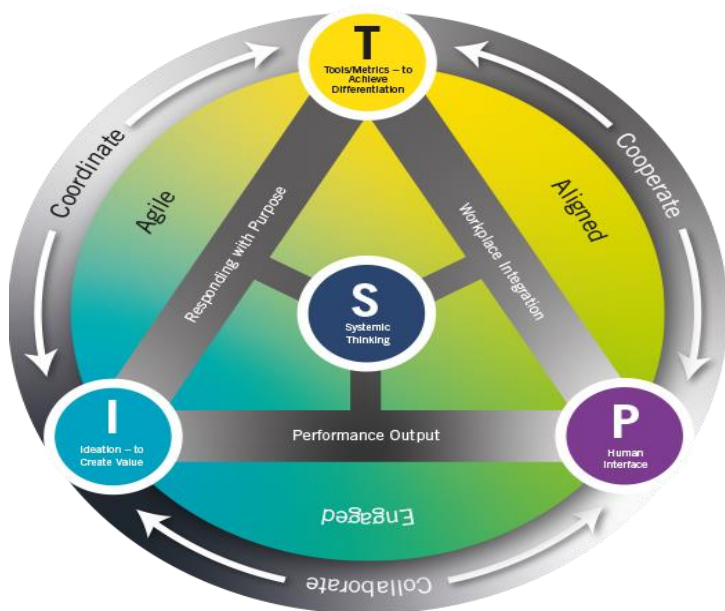 T
Tools/Metrics – to
Achieve
Differentiation
Coordinate
Cooperate
Agile
Aligned
Responding with Purpose
Workplace Integration
S
Systemic
Thinking
I
Ideation – to
Create Value
Performance Output
P
Human
Interface
Engaged
Collaborate